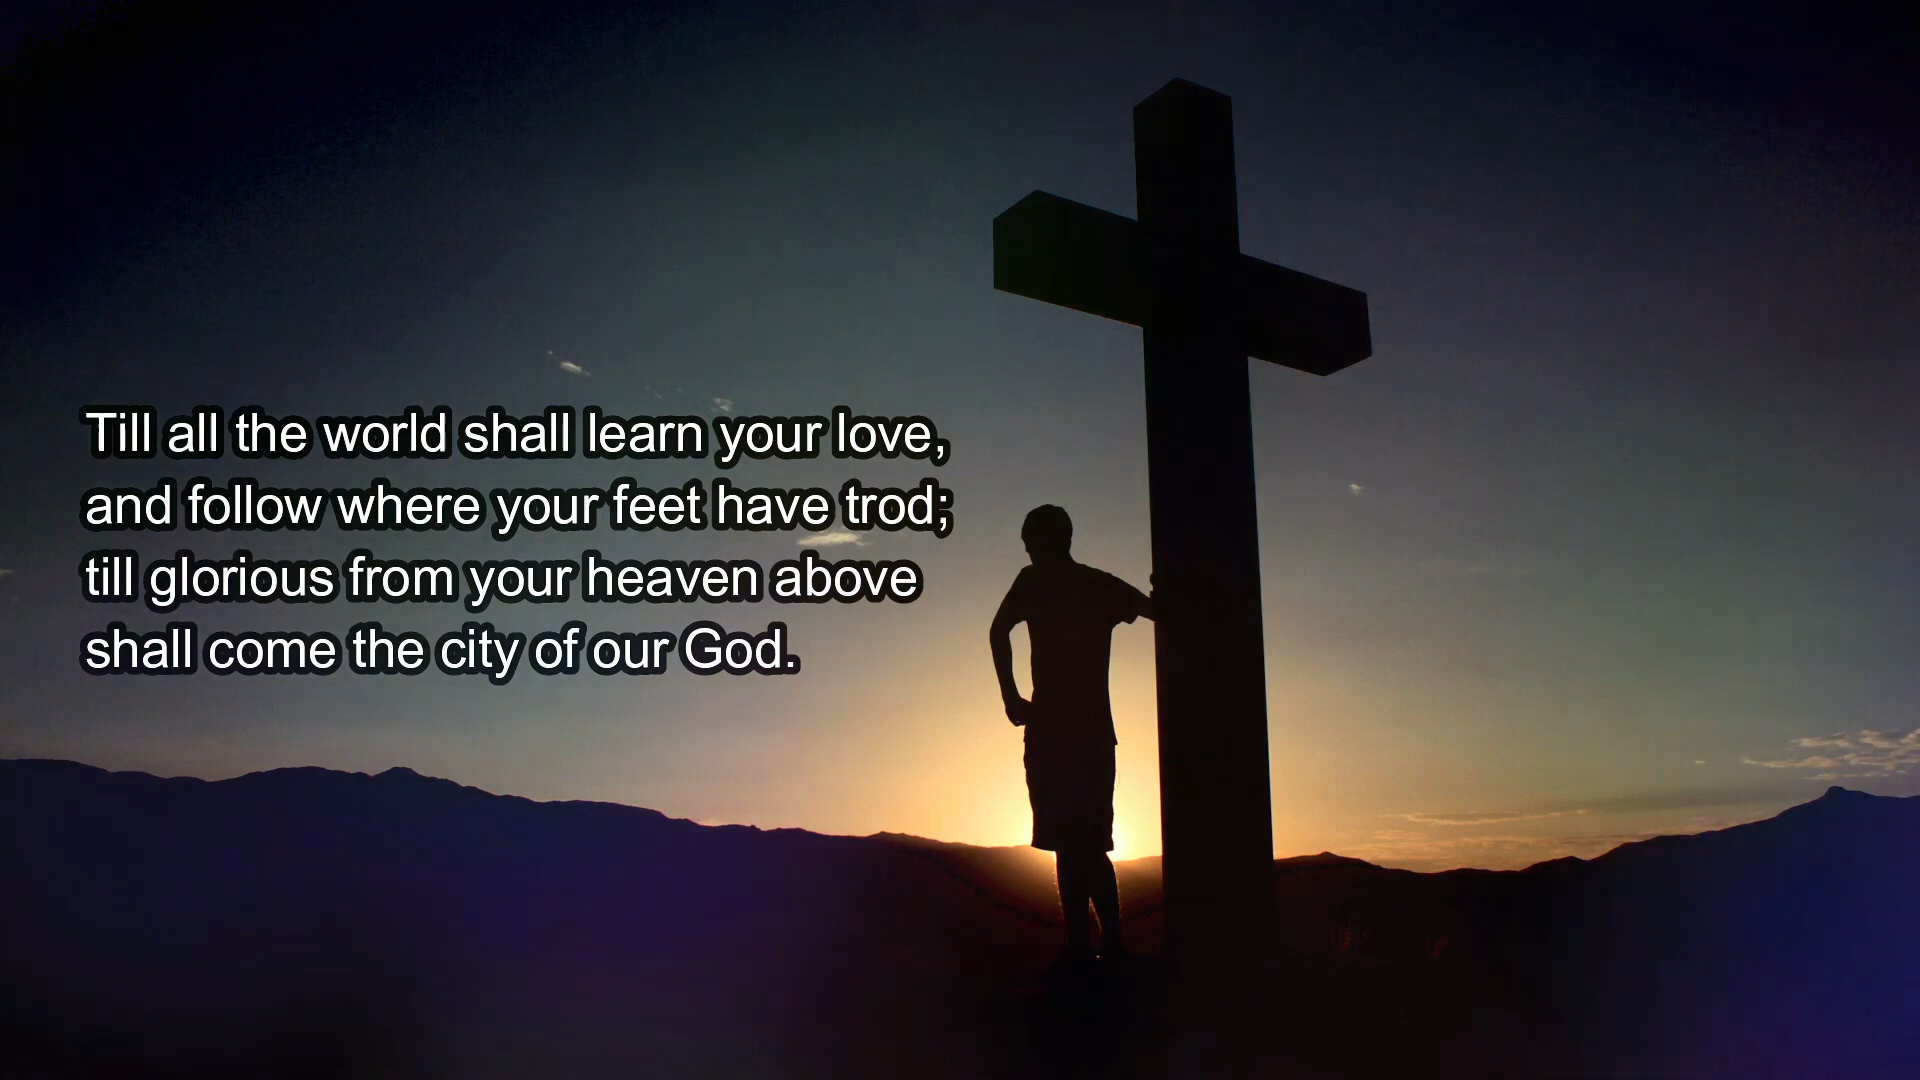 Till all the world shall learn your love,
and follow where your feet have trod;
till glorious from your heaven above
shall come the city of our God.